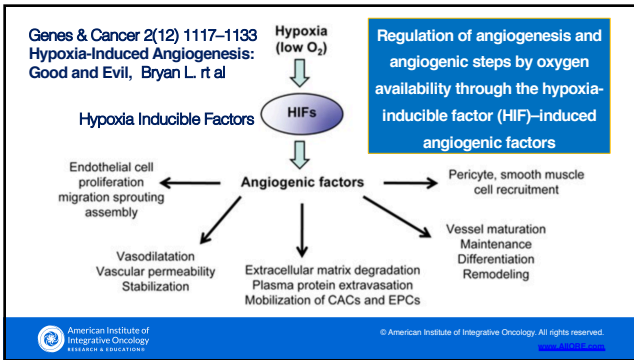 Genes & Cancer 2(12) 1117–1133
Hypoxia-Induced Angiogenesis:
Good and Evil, Bryan L. rt al
Hypoxia
(low O₂)
Regulation of angiogenesis and
angiogenic steps by oxygen
availability through the hypoxia-
inducible factor (HIF)–induced
angiogenic factors
Hypoxia Inducible Factors
HIFs
Endothelial cell
proliferation
migration sprouting
assembly
Angiogenic factors
Pericyte, smooth muscle
cell recruitment
Vasodilatation
Vascular permeability
Stabilization
Extracellular matrix degradation
Plasma protein extravasation
Mobilization of CACs and EPCs
Vessel maturation
Maintenance
Differentiation
Remodeling
American Institute of
Integrative Oncology
RESEARCH & EDUCATION®
© American Institute of Integrative Oncology. All rights reserved.
www.AIIORE.com